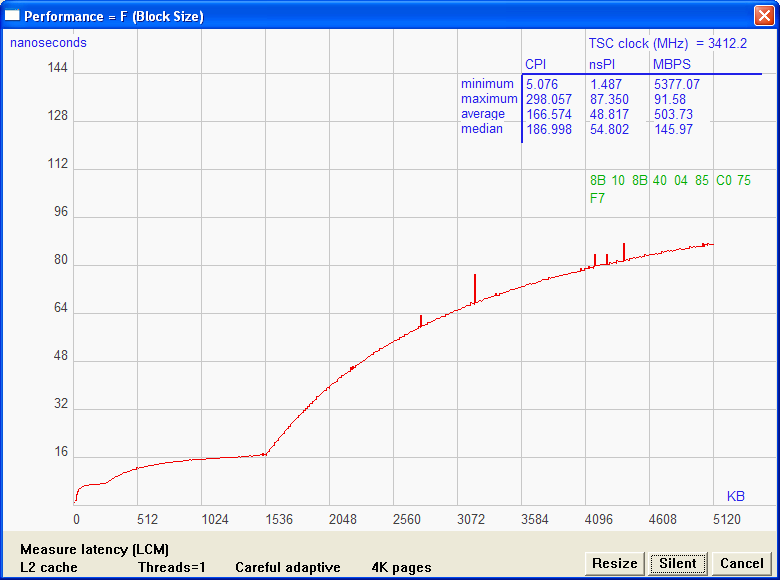 Performance = F (Block Size)
nanoseconds
TSC clock (MHz) = 3412.2
CPI nsPI MBPS
minimum 5.076 1.487 5377.07
maximum 298.057 87.350 91.58
average 166.574 48.817 503.73
median 186.998 54.802 145.97
8B 10 8B 40 04 85 C0 75
F7
144
128
112
96
80
64
48
32
16
KB
0 512 1024 1536 2048 2560 3072 3584 4096 4608 5120
Measure latency (LCM)
L2 cache Threads=1 Careful adaptive 4K pages
Resize Silent Cancel